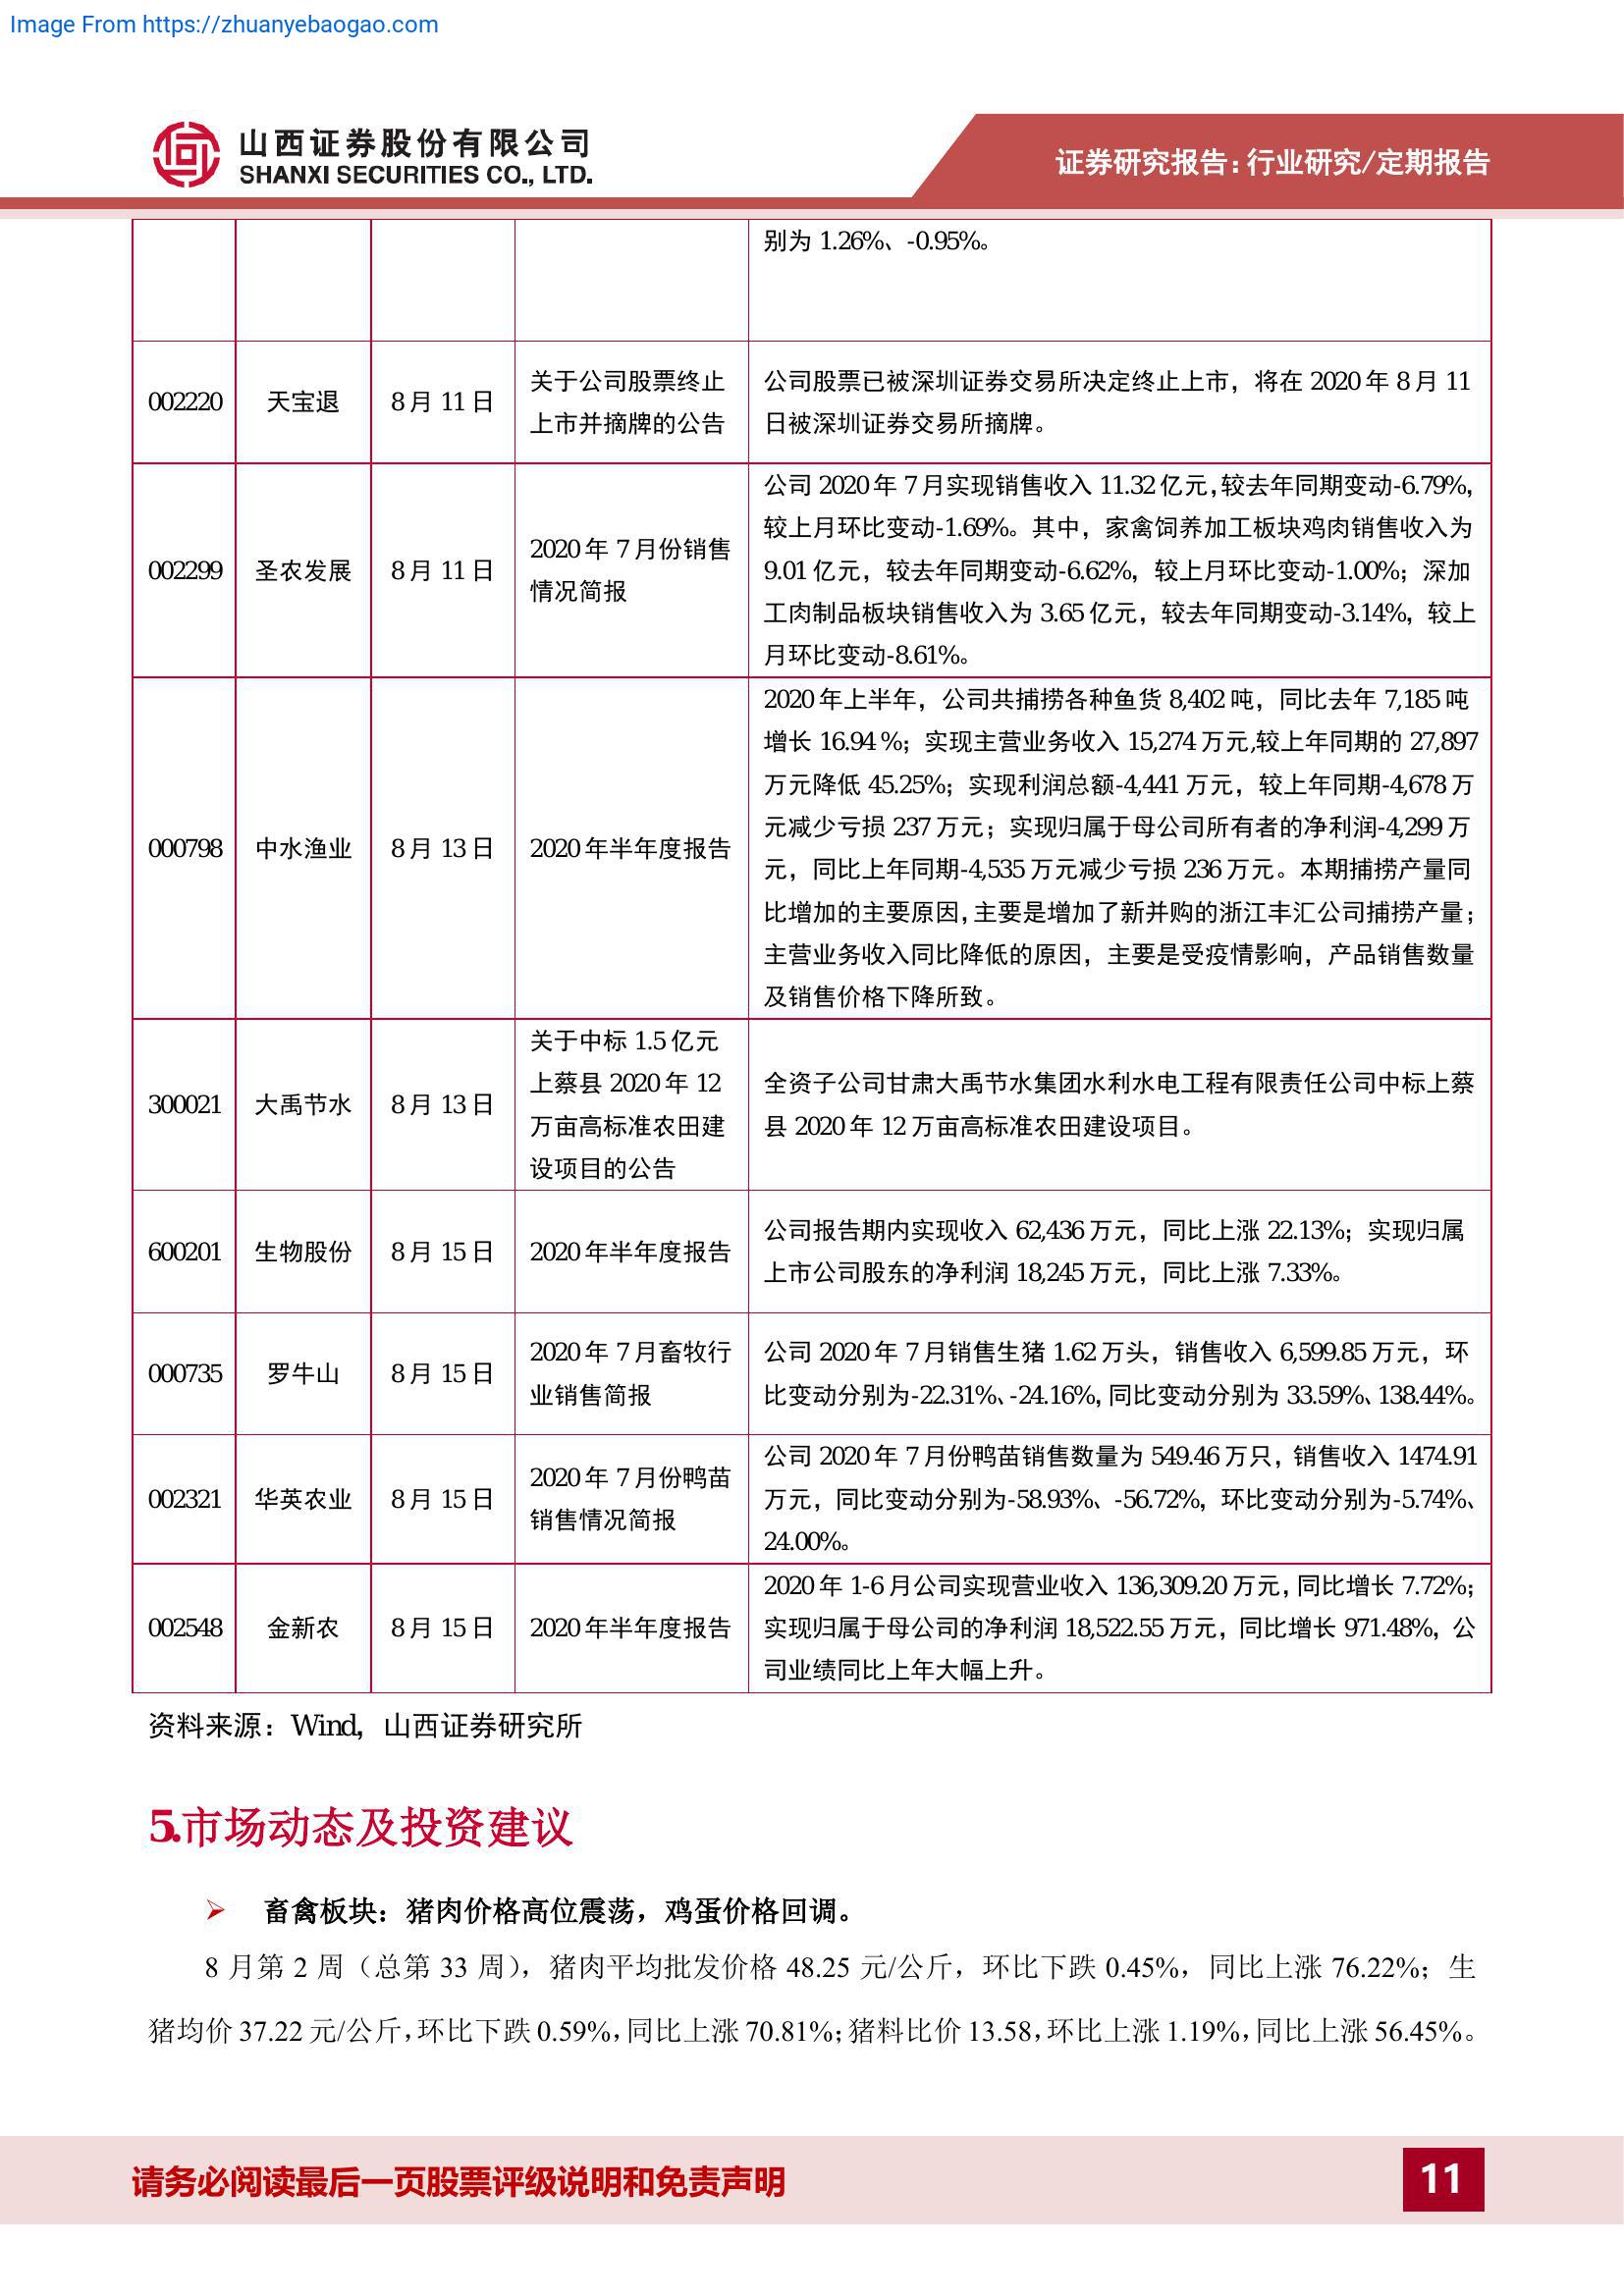 Image From https://zhuanyebaogao.com
山西证券股份有限公司
SHANXI SECURITIES CO., LTD.
证券研究报告:行业研究/定期报告
别为 1.26%、-0.95%。
002220
天宝退
8 月 11 日
关于公司股票终止
上市并摘牌的公告
公司股票已被深圳证券交易所决定终止上市，将在 2020 年 8 月 11
日被深圳证券交易所摘牌。
002299
圣农发展
8 月 11 日
2020 年 7 月份销售
情况简报
公司 2020 年 7 月实现销售收入 11.32 亿元，较去年同期变动-6.79%，
较上月环比变动-1.69%。其中，家禽饲养加工板块鸡肉销售收入为
9.01 亿元，较去年同期变动-6.62%，较上月环比变动-1.00%；深加
工肉制品板块销售收入为 3.65 亿元，较去年同期变动-3.14%，较上
月环比变动-8.61%。
000798
中水渔业
8 月 13 日
2020 年半年度报告
2020 年上半年，公司共捕捞各种鱼货 8,402 吨，同比去年 7,185 吨
增长 16.94 %；实现主营业务收入 15,274 万元,较上年同期的 27,897
万元降低 45.25%；实现利润总额-4,441 万元，较上年同期-4,678 万
元减少亏损 237 万元；实现归属于母公司所有者的净利润-4,299 万
元，同比上年同期-4,535 万元减少亏损 236 万元。本期捕捞产量同
比增加的主要原因，主要是增加了新并购的浙江丰汇公司捕捞产量；
主营业务收入同比降低的原因，主要是受疫情影响，产品销售数量
及销售价格下降所致。
300021
大禹节水
8 月 13 日
关于中标 1.5 亿元
上蔡县 2020 年 12
万亩高标准农田建
设项目的公告
全资子公司甘肃大禹节水集团水利水电工程有限责任公司中标上蔡
县 2020 年 12 万亩高标准农田建设项目。
600201
生物股份
8 月 15 日
2020 年半年度报告
公司报告期内实现收入 62,436 万元，同比上涨 22.13%；实现归属
上市公司股东的净利润 18,245 万元，同比上涨 7.33%。
000735
罗牛山
8 月 15 日
2020 年 7 月畜牧行
业销售简报
公司 2020 年 7 月销售生猪 1.62 万头，销售收入 6,599.85 万元，环
比变动分别为-22.31%、-24.16%，同比变动分别为 33.59%、138.44%。
002321
华英农业
8 月 15 日
2020 年 7 月份鸭苗
销售情况简报
公司 2020 年 7 月份鸭苗销售数量为 549.46 万只，销售收入 1474.91
万元，同比变动分别为-58.93%、-56.72%，环比变动分别为-5.74%、
24.00%。
002548
金新农
8 月 15 日
2020 年半年度报告
2020 年 1-6 月公司实现营业收入 136,309.20 万元，同比增长 7.72%；
实现归属于母公司的净利润 18,522.55 万元，同比增长 971.48%，公
司业绩同比上年大幅上升。
资料来源：Wind，山西证券研究所
5.市场动态及投资建议
➢ 畜禽板块：猪肉价格高位震荡，鸡蛋价格回调。
8 月第 2 周（总第 33 周），猪肉平均批发价格 48.25 元/公斤，环比下跌 0.45%，同比上涨 76.22%；生
猪均价 37.22 元/公斤，环比下跌 0.59%，同比上涨 70.81%；猪料比价 13.58，环比上涨 1.19%，同比上涨 56.45%。
请务必阅读最后一页股票评级说明和免责声明
11